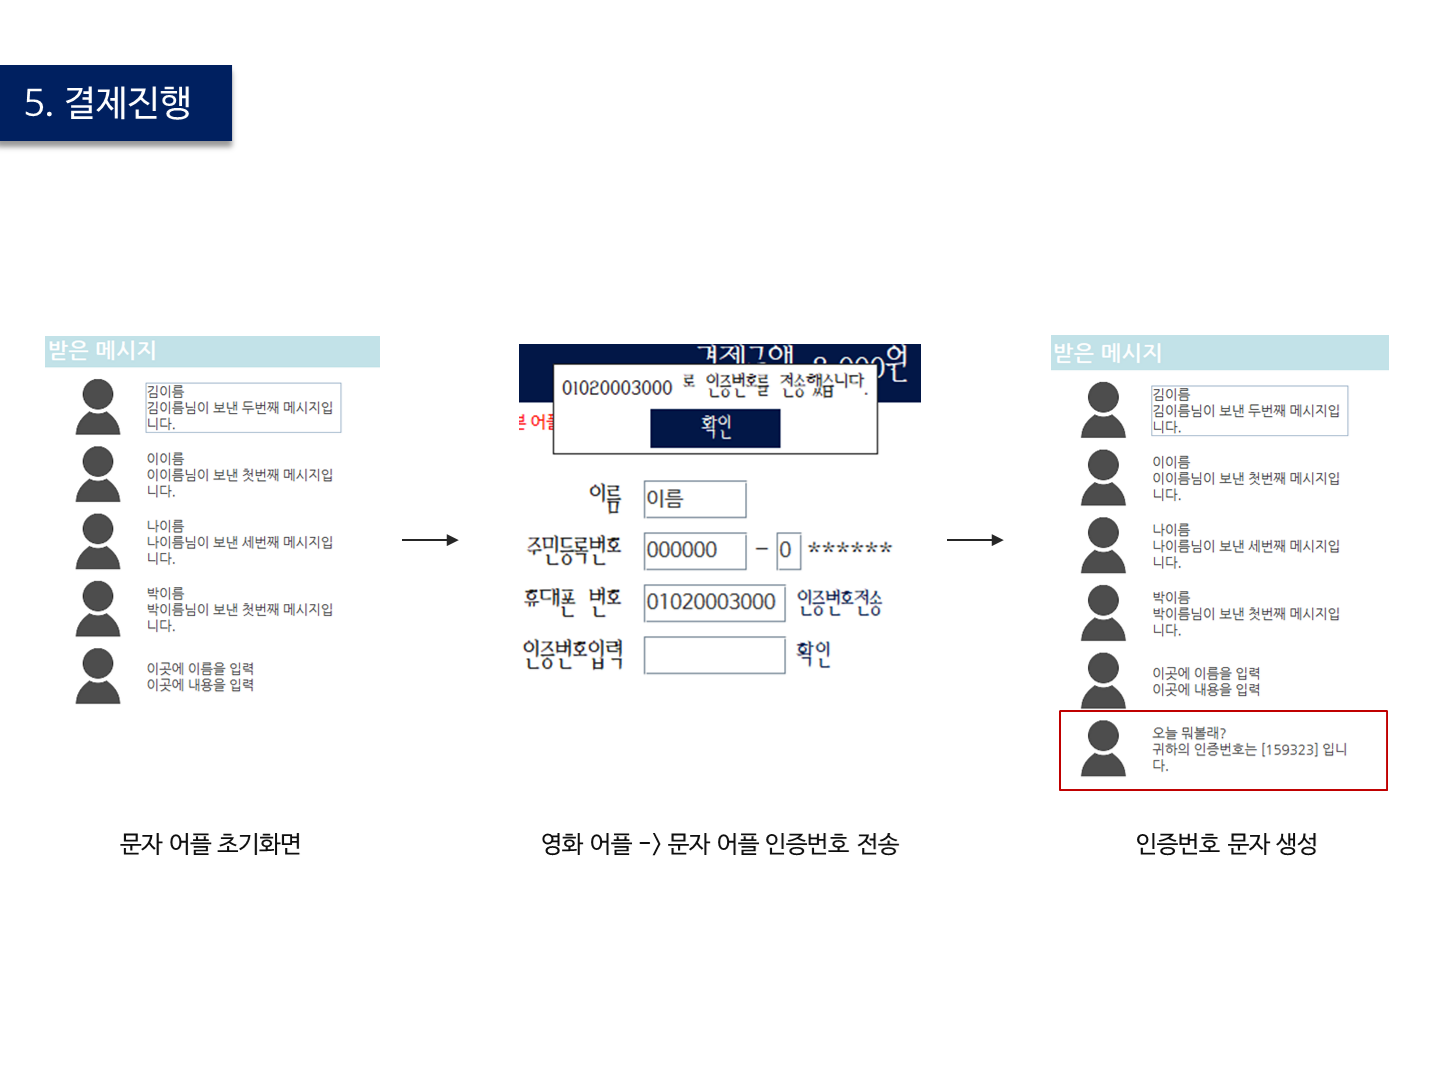 5. 결제진행
받은 메시지
김이름
김이름님이 보낸 두번째 메시지입
니다.
이이름
이이름님이 보낸 첫번째 메시지입
니다.
나이름
나이름님이 보낸 세번째 메시지입
니다.
박이름
박이름님이 보낸 첫번째 메시지입
니다.
이곳에 이름을 입력
이곳에 내용을 입력
문자 어플 초기화면
01020003000 로 인증번호를 전송했습니다.
확인
이름 이름
주민등록번호 000000 - 0 ******
휴대폰 번호 01020003000 인증번호전송
인증번호입력 확인
영화 어플 -> 문자 어플 인증번호 전송
받은 메시지
김이름
김이름님이 보낸 두번째 메시지입
니다.
이이름
이이름님이 보낸 첫번째 메시지입
니다.
나이름
나이름님이 보낸 세번째 메시지입
니다.
박이름
박이름님이 보낸 첫번째 메시지입
니다.
이곳에 이름을 입력
이곳에 내용을 입력
오늘 뭐볼래?
귀하의 인증번호는 [159323] 입니
다.
인증번호 문자 생성